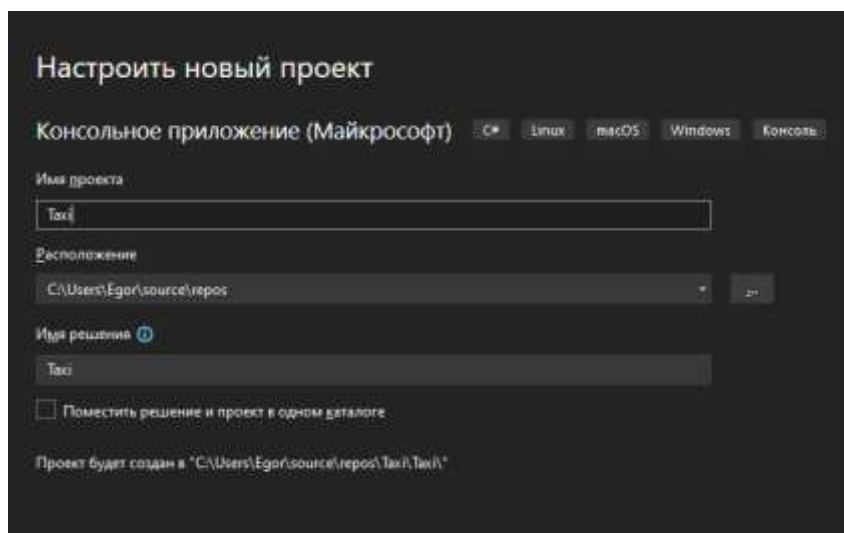 Настроить новый проект
Консольное приложение (Майкрософт) C# Linux macOS Windows Консоль
Имя проекта
Taxi
Расположение
C:\Users\Egor\source\repos
...
Имя решения
Taxi
Поместить решение и проект в одном каталоге
Проект будет создан в "C:\Users\Egor\source\repos\Taxi\Taxi\"